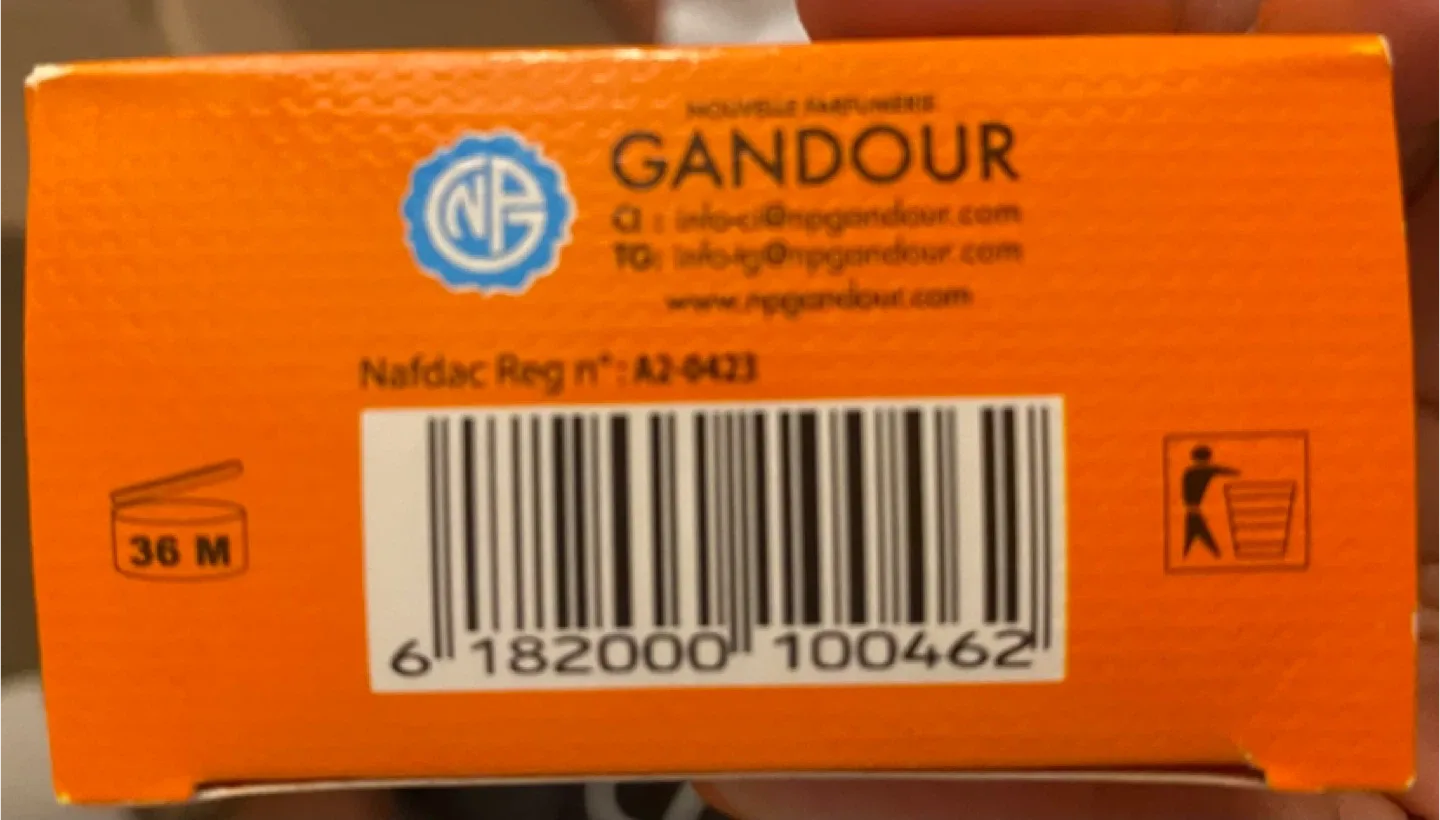 NOUVELLE PARFUMERIE
GANDOUR
NPG
CI : info-ci@npgandour.com
TG: info-tg@npgandour.com
www.npgandour.com
Nafdac Reg n° : A2-0423
36 M
6 182000 100462